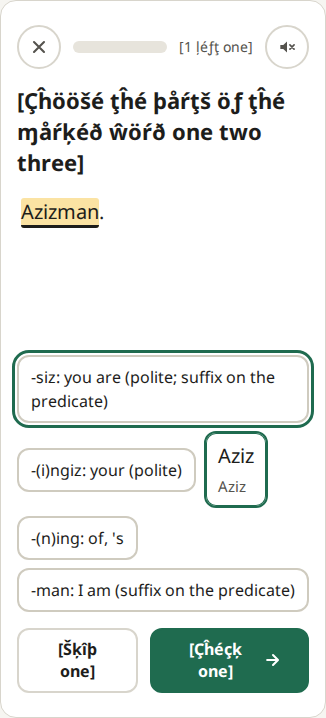 [1 ļéƒţ one]
[Çĥööšé ţĥé þåŕţš öƒ ţĥé
ɱåŕķéð ŵöŕð one two
three]
Azizman.
-siz: you are (polite; suffix on the
predicate)
-(i)ngiz: your (polite)
Aziz
Aziz
-(n)ing: of, 's
-man: I am (suffix on the predicate)
[Šķîþ
one]
[Çĥéçķ
one]